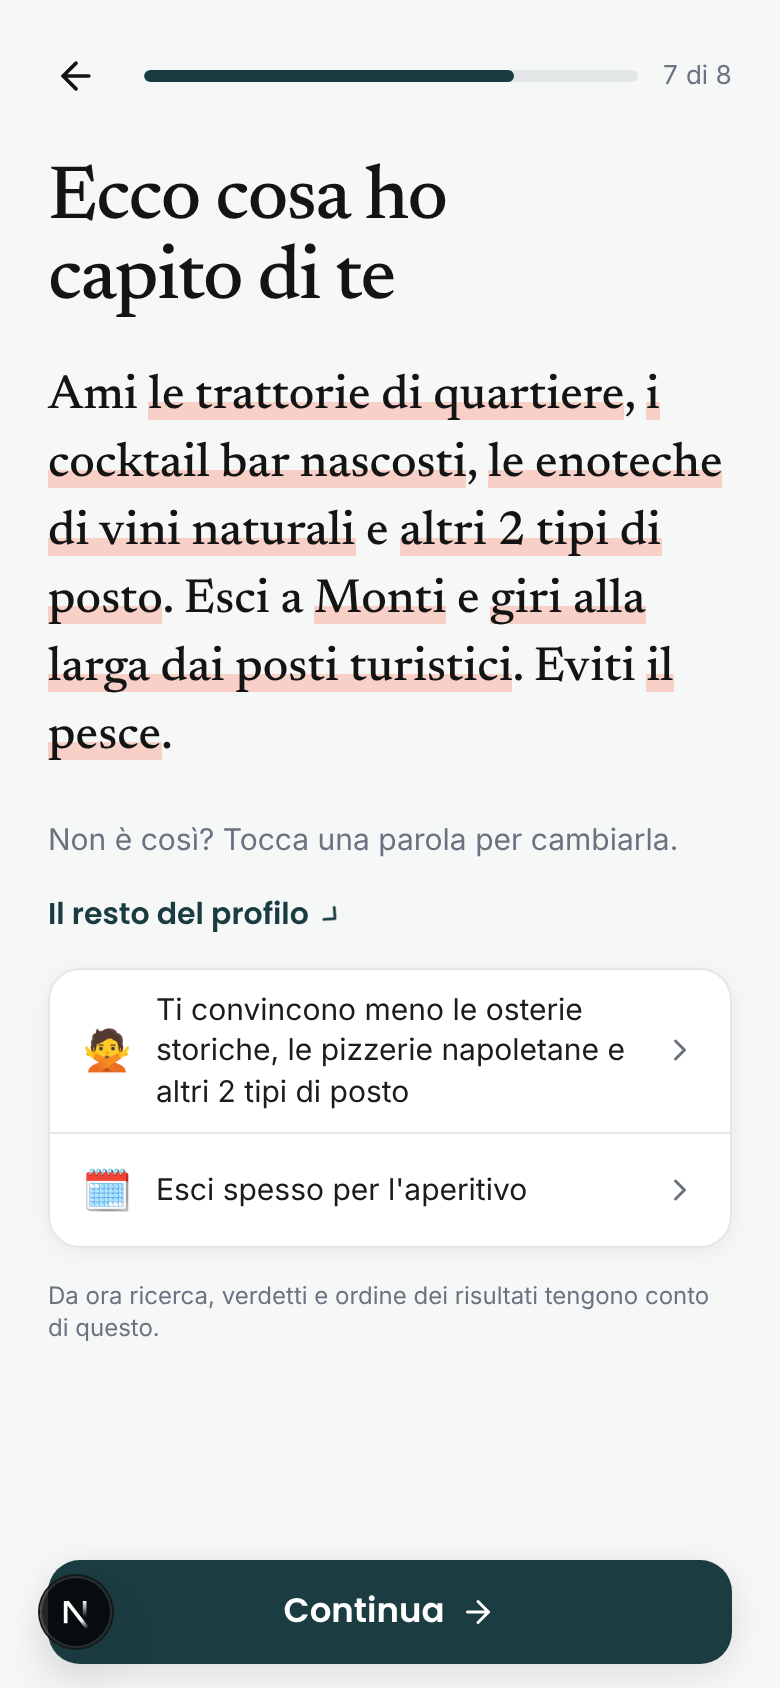 7 di 8
Ecco cosa ho
capito di te
Ami le trattorie di quartiere, i
cocktail bar nascosti, le enoteche
di vini naturali e altri 2 tipi di
posto. Esci a Monti e giri alla
larga dai posti turistici. Eviti il
pesce.
Non è così? Tocca una parola per cambiarla.
Il resto del profilo
Ti convincono meno le osterie
storiche, le pizzerie napoletane e
altri 2 tipi di posto
Esci spesso per l'aperitivo
Da ora ricerca, verdetti e ordine dei risultati tengono conto
di questo.
N
Continua